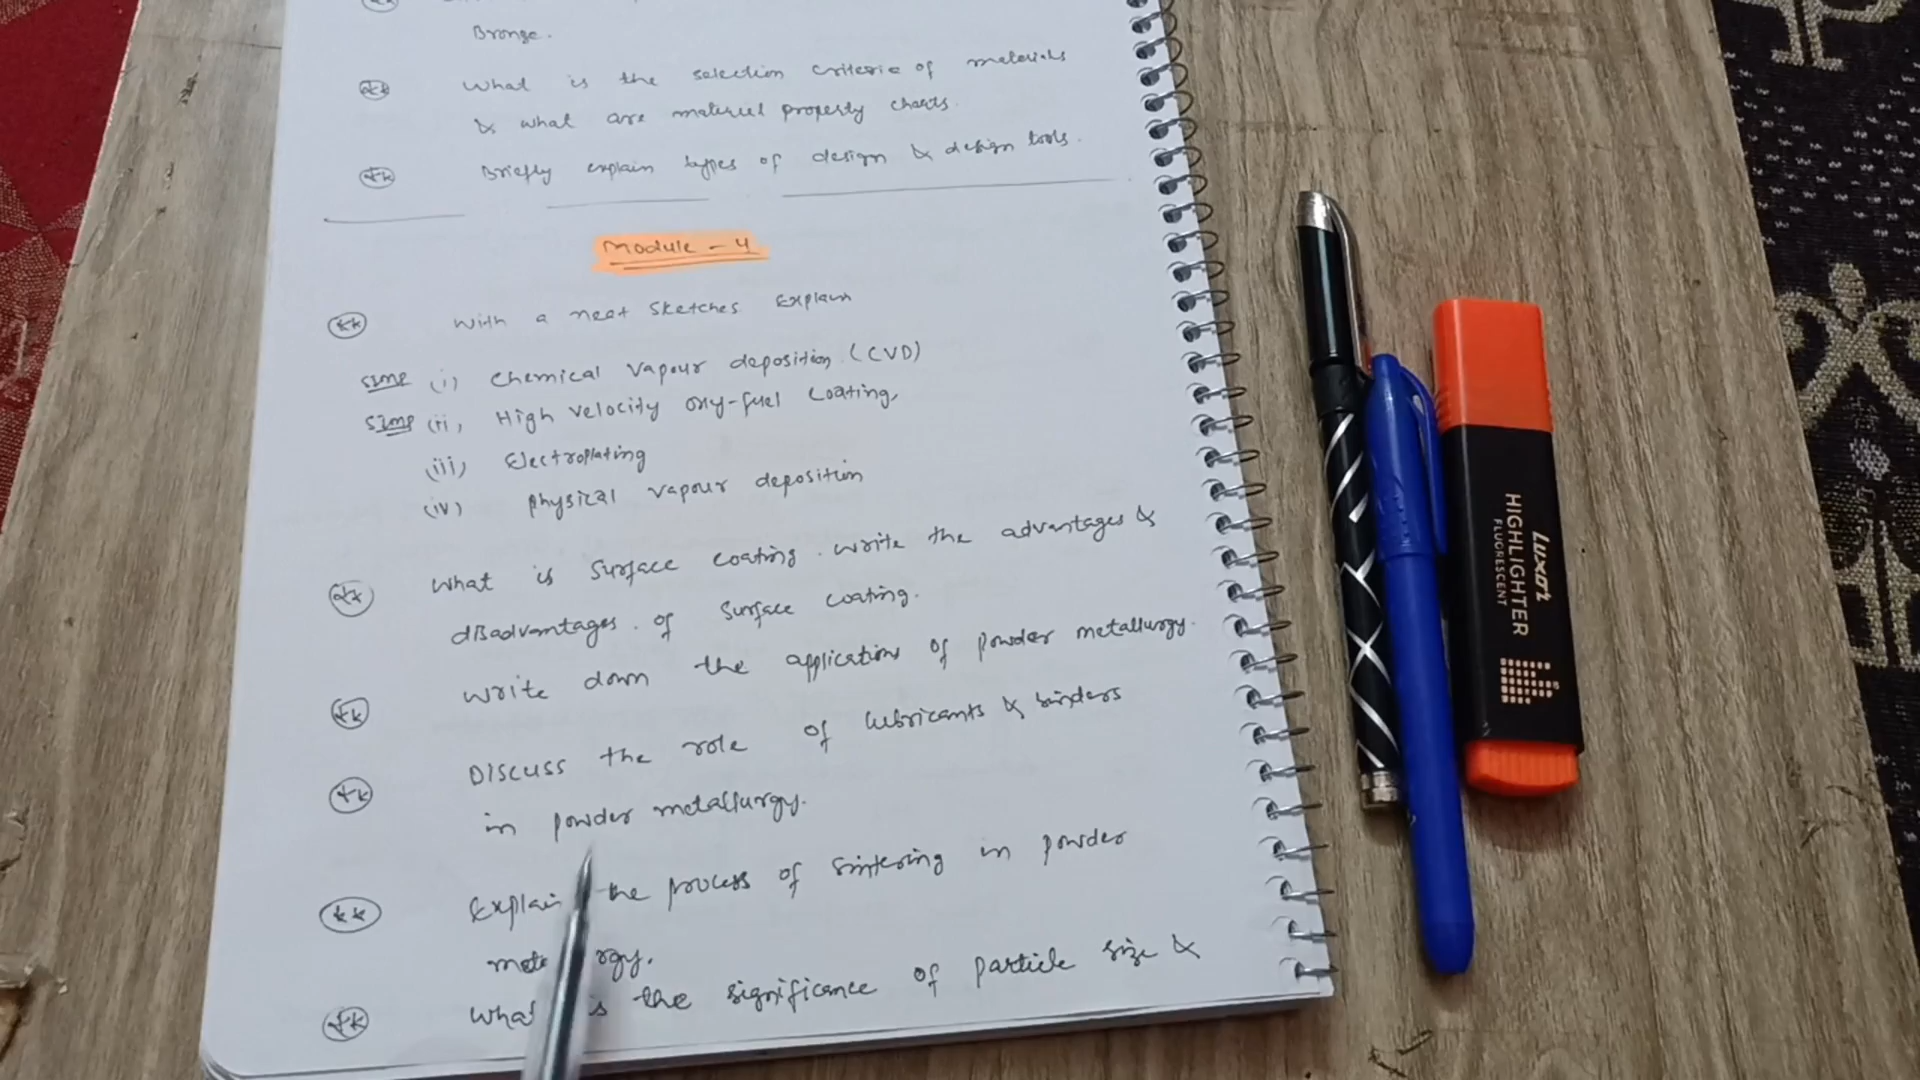 Bronze.
What is the selection criteria of materials
& what are material property charts.
Briefly explain types of design & design tools.
Module - 4
With a neat sketches Explain
SIMP (i) Chemical vapour deposition (CVD)
SIMP (ii) High velocity oxy-fuel coating,
(iii) Electroplating
(iv) Physical vapour deposition
What is surface coating. Write the advantages &
disadvantages. of surface coating.
Write down the applications of powder metallurgy.
Discuss the role of lubricants & binders
in powder metallurgy.
Explain the process of sintering in powder
What is the significance of particle size &
Luxor
HIGHLIGHTER
FLUORESCENT